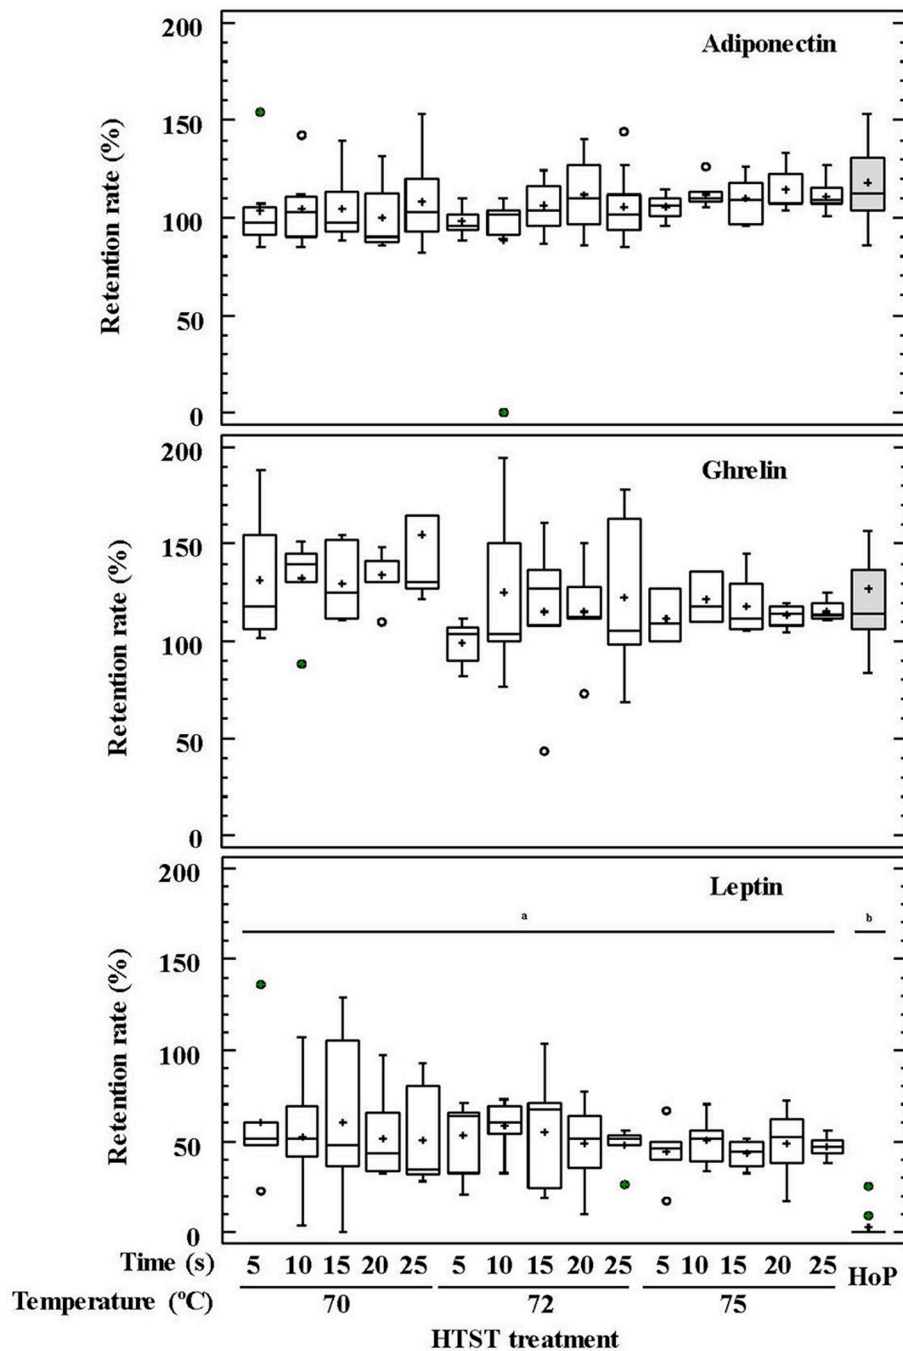 200
Adiponectin
150
100
50
0
Retention rate (%)
200
Ghrelin
150
100
50
0
Retention rate (%)
200
Leptin
a b
150
100
50
0
Retention rate (%)
Time (s) 5 10 15 20 25 5 10 15 20 25 5 10 15 20 25 HoP
Temperature (ºC) 70 72 75
HTST treatment